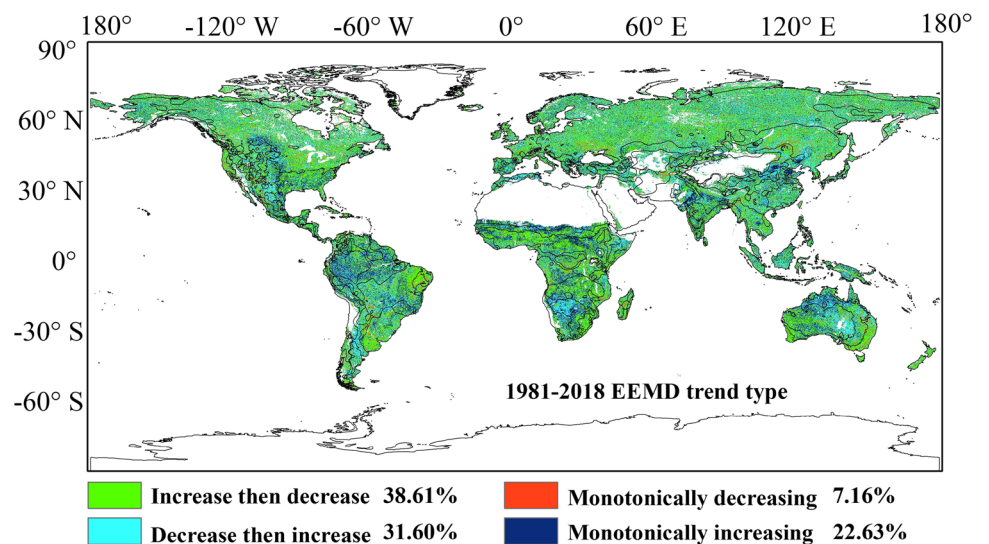 180° -120° W -60° W 0° 60° E 120° E 180°
90°
60° N
30° N
0°
-30° S
-60° S
1981-2018 EEMD trend type
Increase then decrease 38.61%
Monotonically decreasing 7.16%
Decrease then increase 31.60%
Monotonically increasing 22.63%